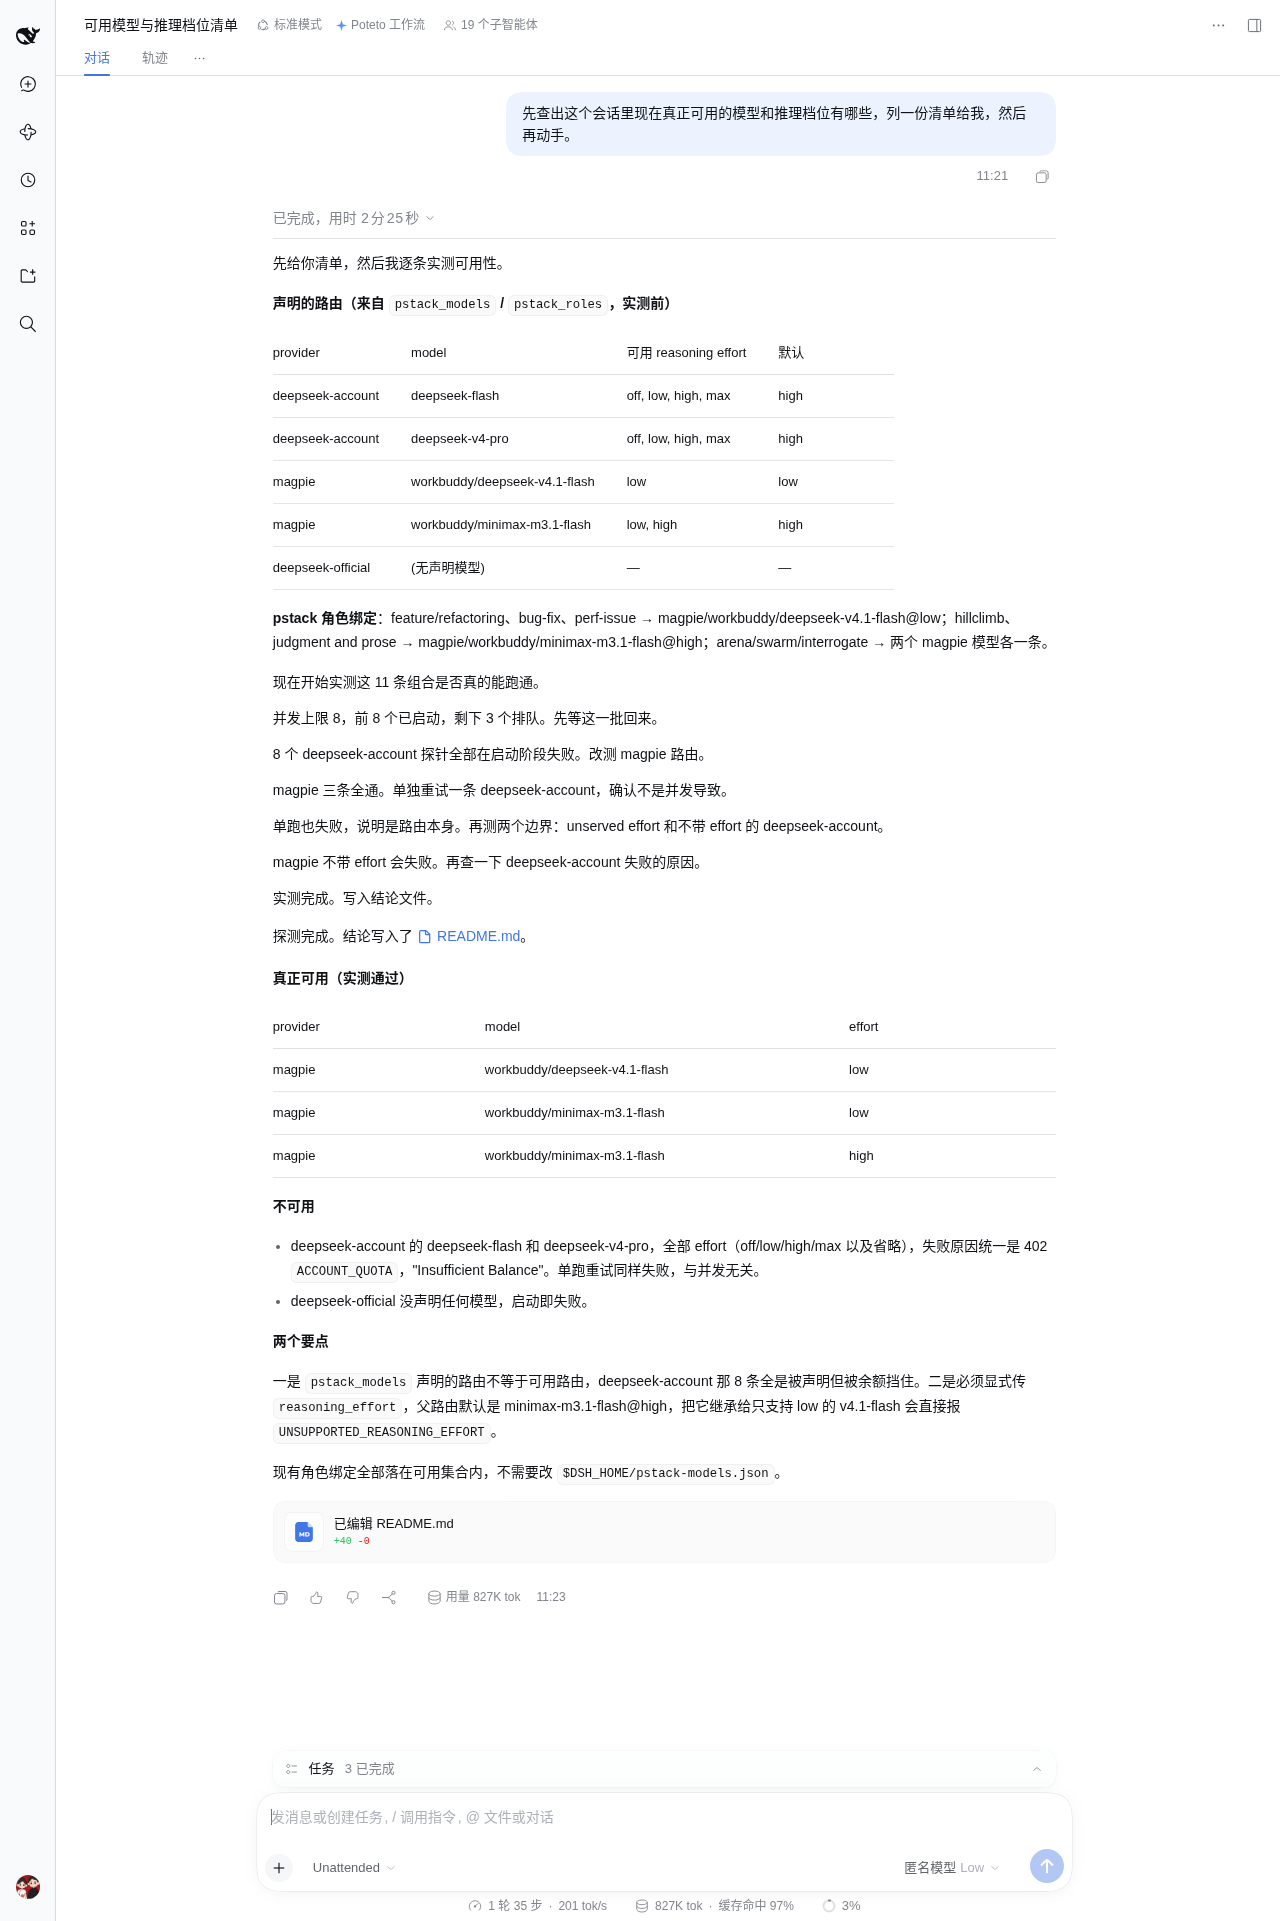 可用模型与推理档位清单 标准模式 Poteto 工作流 19 个子智能体
对话 轨迹
先查出这个会话里现在真正可用的模型和推理档位有哪些，列一份清单给我，然后
再动手。
11:21
已完成，用时 2分25秒
先给你清单，然后我逐条实测可用性。
声明的路由（来自 pstack_models / pstack_roles，实测前）
provider model 可用 reasoning effort 默认
deepseek-account deepseek-flash off, low, high, max high
deepseek-account deepseek-v4-pro off, low, high, max high
magpie workbuddy/deepseek-v4.1-flash low low
magpie workbuddy/minimax-m3.1-flash low, high high
deepseek-official (无声明模型) — —
pstack 角色绑定：feature/refactoring、bug-fix、perf-issue → magpie/workbuddy/deepseek-v4.1-flash@low；hillclimb、
judgment and prose → magpie/workbuddy/minimax-m3.1-flash@high；arena/swarm/interrogate → 两个 magpie 模型各一条。
现在开始实测这 11 条组合是否真的能跑通。
并发上限 8，前 8 个已启动，剩下 3 个排队。先等这一批回来。
8 个 deepseek-account 探针全部在启动阶段失败。改测 magpie 路由。
magpie 三条全通。单独重试一条 deepseek-account，确认不是并发导致。
单跑也失败，说明是路由本身。再测两个边界：unserved effort 和不带 effort 的 deepseek-account。
magpie 不带 effort 会失败。再查一下 deepseek-account 失败的原因。
实测完成。写入结论文件。
探测完成。结论写入了 README.md。
真正可用（实测通过）
provider model effort
magpie workbuddy/deepseek-v4.1-flash low
magpie workbuddy/minimax-m3.1-flash low
magpie workbuddy/minimax-m3.1-flash high
不可用
• deepseek-account 的 deepseek-flash 和 deepseek-v4-pro，全部 effort（off/low/high/max 以及省略），失败原因统一是 402
ACCOUNT_QUOTA，"Insufficient Balance"。单跑重试同样失败，与并发无关。
• deepseek-official 没声明任何模型，启动即失败。
两个要点
一是 pstack_models 声明的路由不等于可用路由，deepseek-account 那 8 条全是被声明但被余额挡住。二是必须显式传
reasoning_effort，父路由默认是 minimax-m3.1-flash@high，把它继承给只支持 low 的 v4.1-flash 会直接报
UNSUPPORTED_REASONING_EFFORT。
现有角色绑定全部落在可用集合内，不需要改 $DSH_HOME/pstack-models.json。
MD 已编辑 README.md
+40 -0
用量 827K tok 11:23
任务 3 已完成
发消息或创建任务, / 调用指令, @ 文件或对话
Unattended 匿名模型 Low
1 轮 35 步 · 201 tok/s 827K tok · 缓存命中 97% 3%